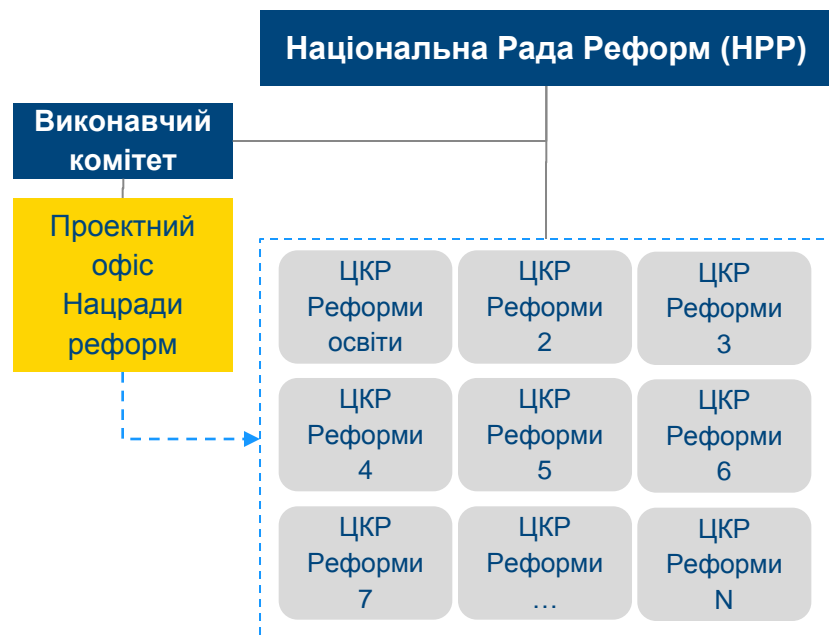 Національна Рада Реформ (НРР)
Виконавчий
комітет
Проектний
офіс
Нацради
реформ
ЦКР
Реформи
освіти
ЦКР
Реформи
2
ЦКР
Реформи
3
ЦКР
Реформи
4
ЦКР
Реформи
5
ЦКР
Реформи
6
ЦКР
Реформи
7
ЦКР
Реформи
…
ЦКР
Реформи
N